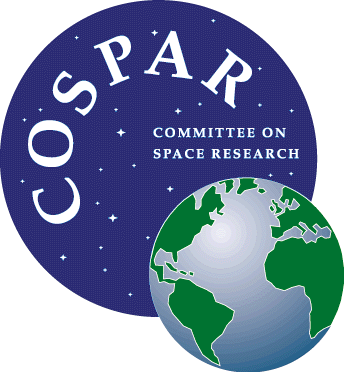 COSPAR
COMMITTEE ON
SPACE RESEARCH